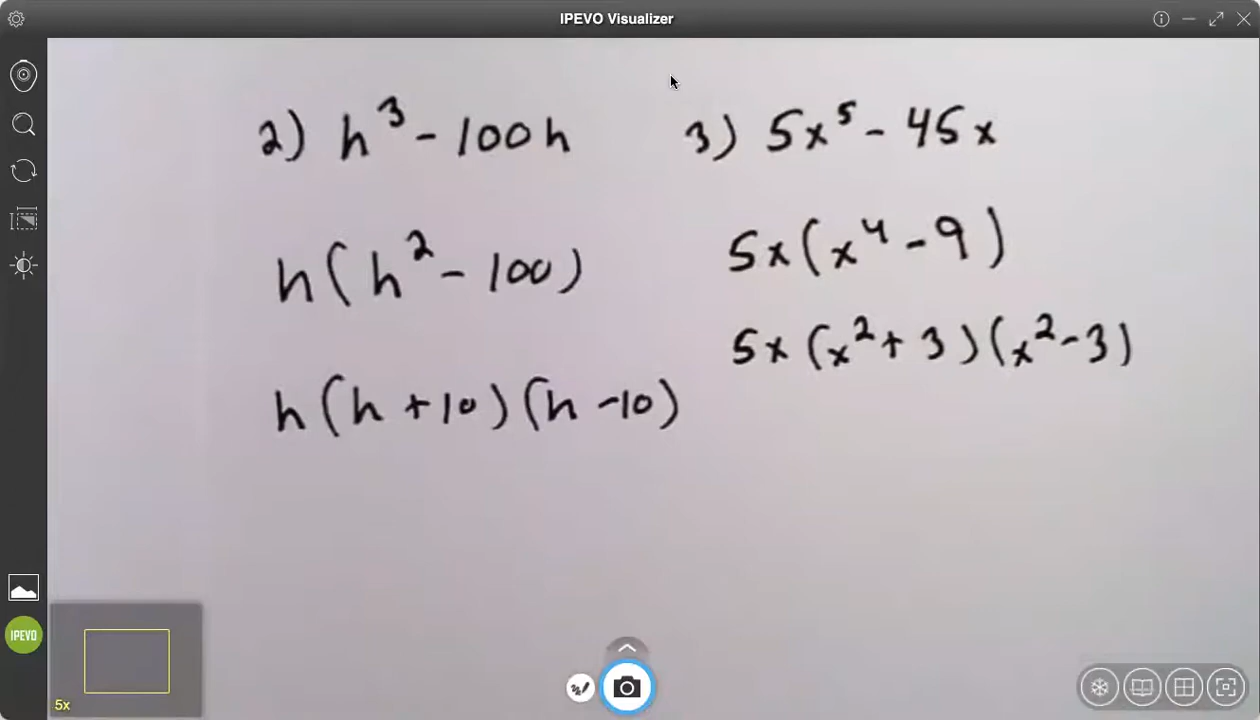 IPEVO Visualizer
2) h³ - 100h
h(h² - 100)
h(h + 10)(h - 10)
3) 5x⁵ - 45x
5x(x⁴ - 9)
5x(x² + 3)(x² - 3)
IPEVO
5x